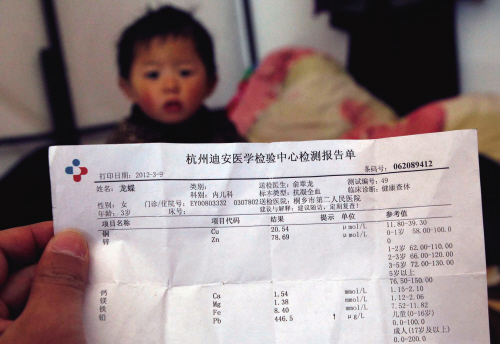 杭州迪安医学检验中心检测报告单
打印日期：2012-3-9 条码号：062089412
姓名：龙蝶 类别： 送检医生：俞翠龙 测试编号：49
科别：内儿科 标本类型：抗凝全血 临床诊断：健康查体
性别：女 门诊/住院号：EY00803332 0307802 送检医院：桐乡市第二人民医院
年龄：3岁 床号： 建议与解释：建议随访，定期复查！
项目名称 项目代码 结果 提示 单位 参考值
铜 Cu 20.54 μmol/L 11.80-39.30
锌 Zn 78.69 μmol/L 0-1岁 58.00-100.0
0
1-2岁 62.00-110.00
2-3岁 66.00-120.00
3-5岁 72.00-130.00
5岁以上
76.50-150.00
钙 Ca 1.54 mmol/L 1.13-2.10
镁 Mg 1.38 mmol/L 1.12-2.06
铁 Fe 8.40 mmol/L 7.52-11.82
铅 Pb 446.5 ↑ μg/L 儿童(0-16岁)
0.0-100.0
成人(17岁及以上)
0.0-200.0